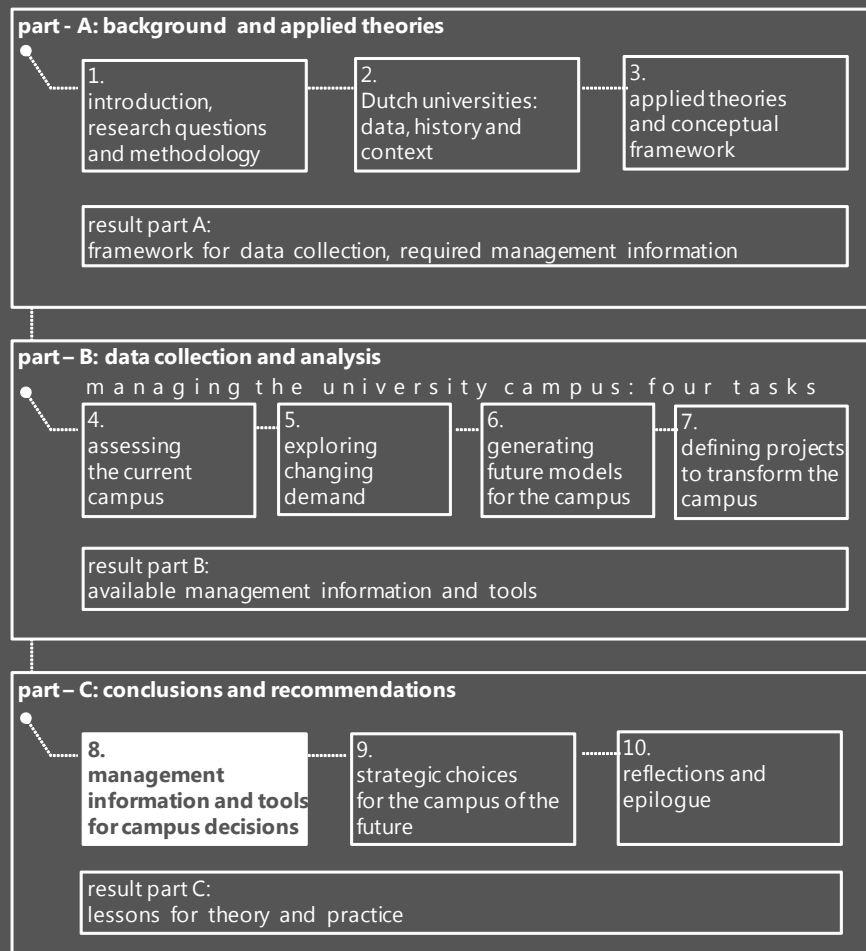 part - A: background and applied theories
1.
introduction,
research questions
and methodology
2.
Dutch universities:
data, history and
context
3.
applied theories
and conceptual
framework
result part A:
framework for data collection, required management information
part – B: data collection and analysis
managing the university campus: four tasks
4.
assessing
the current
campus
5.
exploring
changing
demand
6.
generating
future models
for the campus
7.
defining projects
to transform the
campus
result part B:
available management information and tools
part – C: conclusions and recommendations
8.
management
information and tools
for campus decisions
9.
strategic choices
for the campus of the
future
10.
reflections and
epilogue
result part C:
lessons for theory and practice